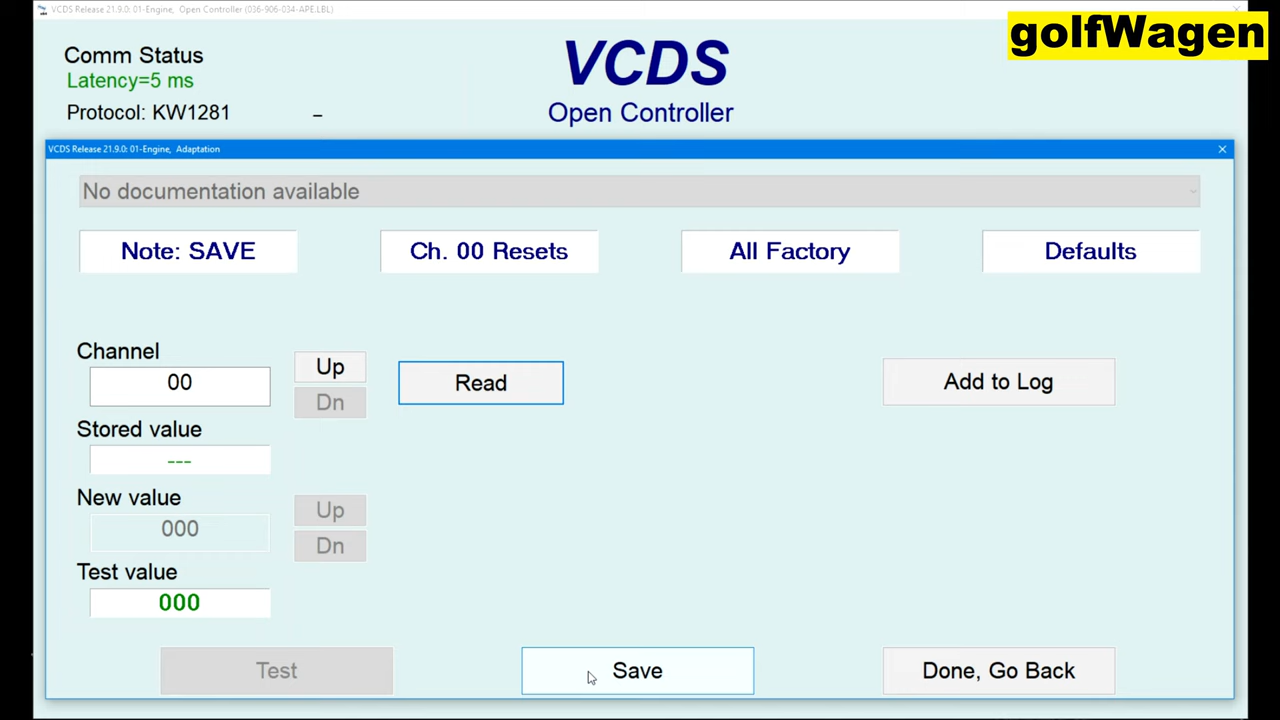 VCDS Release 21.9.0: 01-Engine, Open Controller (036-906-034-APE.LBL)
golfWagen
Comm Status
Latency=5 ms
Protocol: KW1281
–
VCDS
Open Controller
VCDS Release 21.9.0: 01-Engine, Adaptation
No documentation available
Note: SAVE Ch. 00 Resets All Factory Defaults
Channel
00 Up Read Add to Log
Dn
Stored value
---
New value
000 Up
Dn
Test value
000
Test Save Done, Go Back